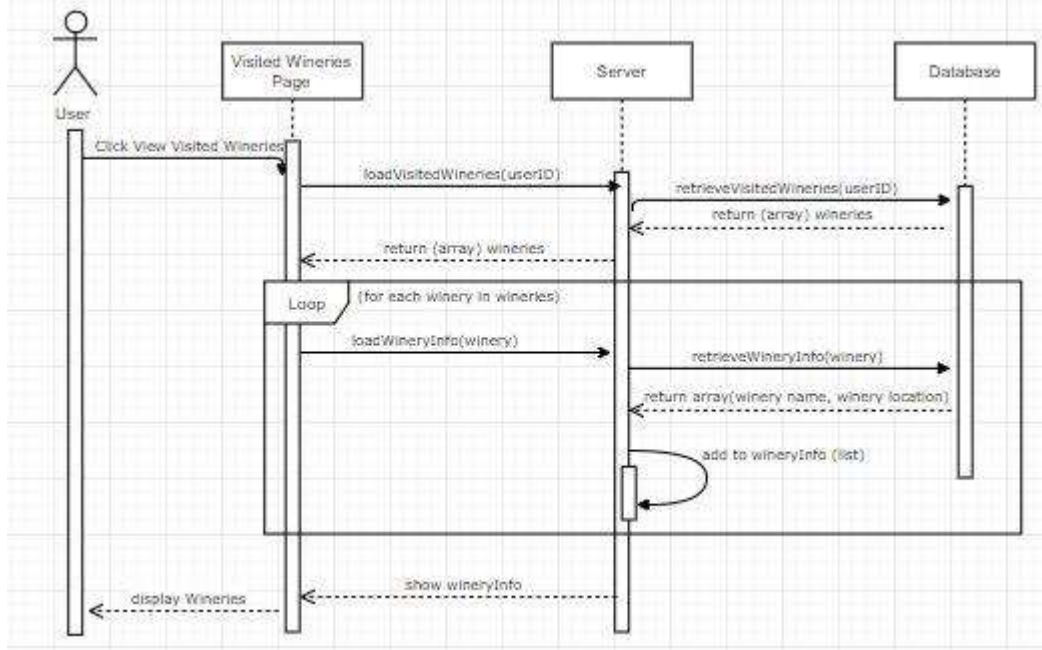 Visited Wineries
Page
Server
Database
User
Click View Visited Wineries
loadVisitedWineries(userID)
retrieveVisitedWineries(userID)
return (array) wineries
return (array) wineries
Loop
(for each winery in wineries)
loadWineryInfo(winery)
retrieveWineryInfo(winery)
return array(winery name, winery location)
add to wineryInfo (list)
show wineryInfo
display Wineries